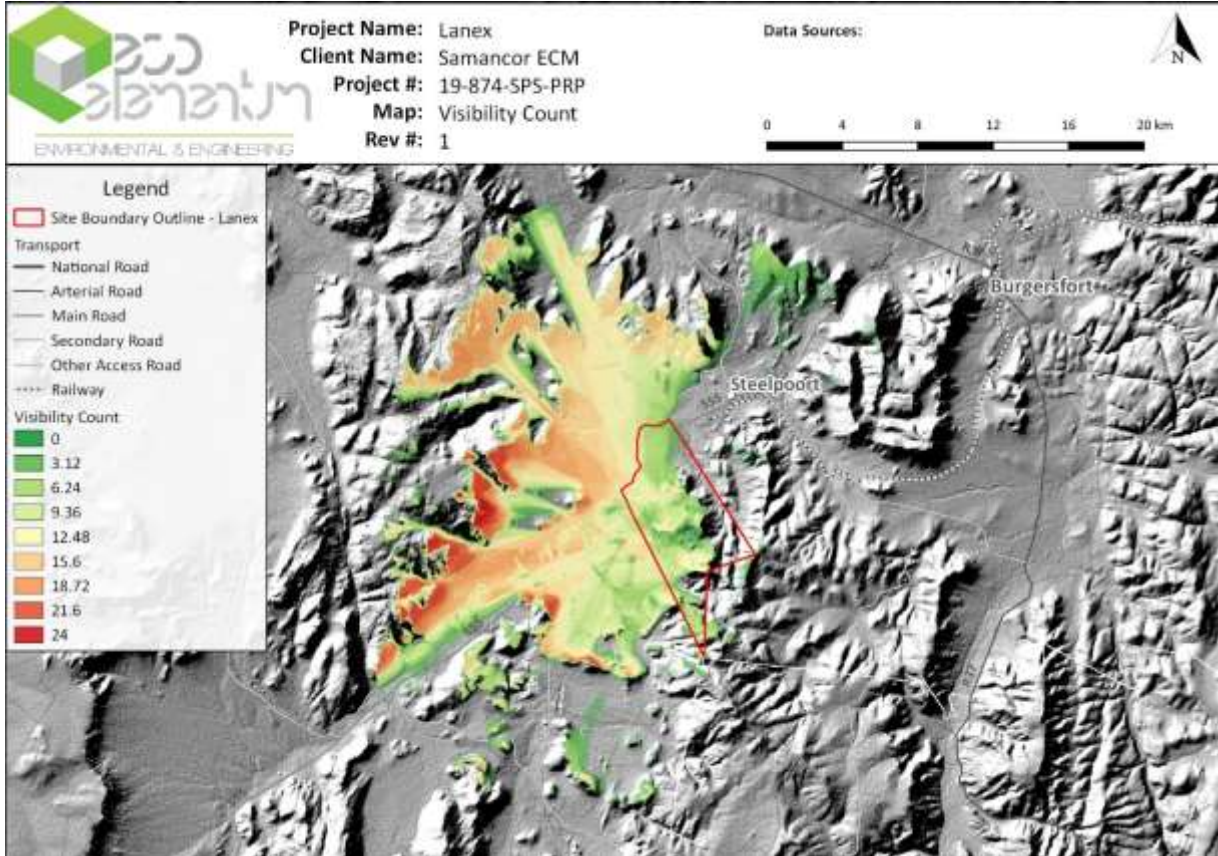 eco
elementum
ENVIRONMENTAL & ENGINEERING
Project Name: Lanex
Client Name: Samancor ECM
Project #: 19-874-SPS-PRP
Map: Visibility Count
Rev #: 1
Data Sources:
N
0 4 8 12 16 20 km
Legend
Site Boundary Outline - Lanex
Transport
National Road
Arterial Road
Main Road
Secondary Road
Other Access Road
Railway
Visibility Count
0
3.12
6.24
9.36
12.48
15.6
18.72
21.6
24
Burgersfort
Steelpoort